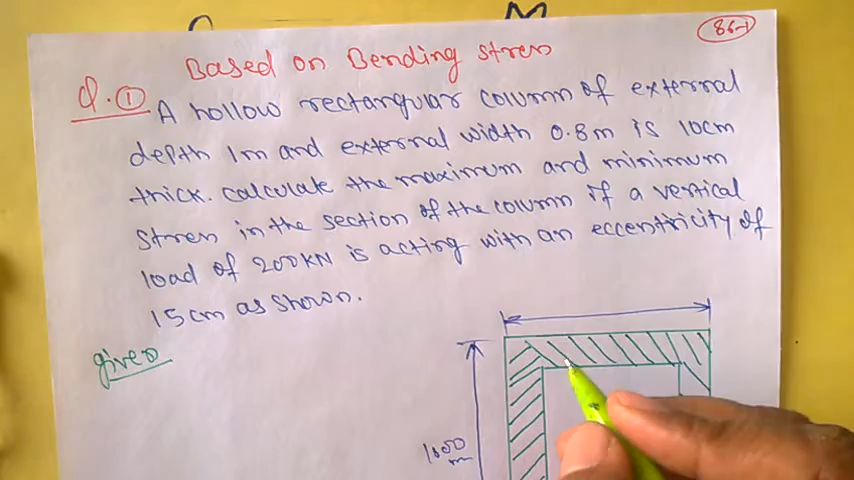 86-1
Based on Bending stress
Q.① A hollow rectangular column of external
depth 1m and external width 0.8m is 10cm
thick. calculate the maximum and minimum
stress in the section of the column if a vertical
load of 200KN is acting with an eccentricity of
15cm as shown.
given
1000
mm